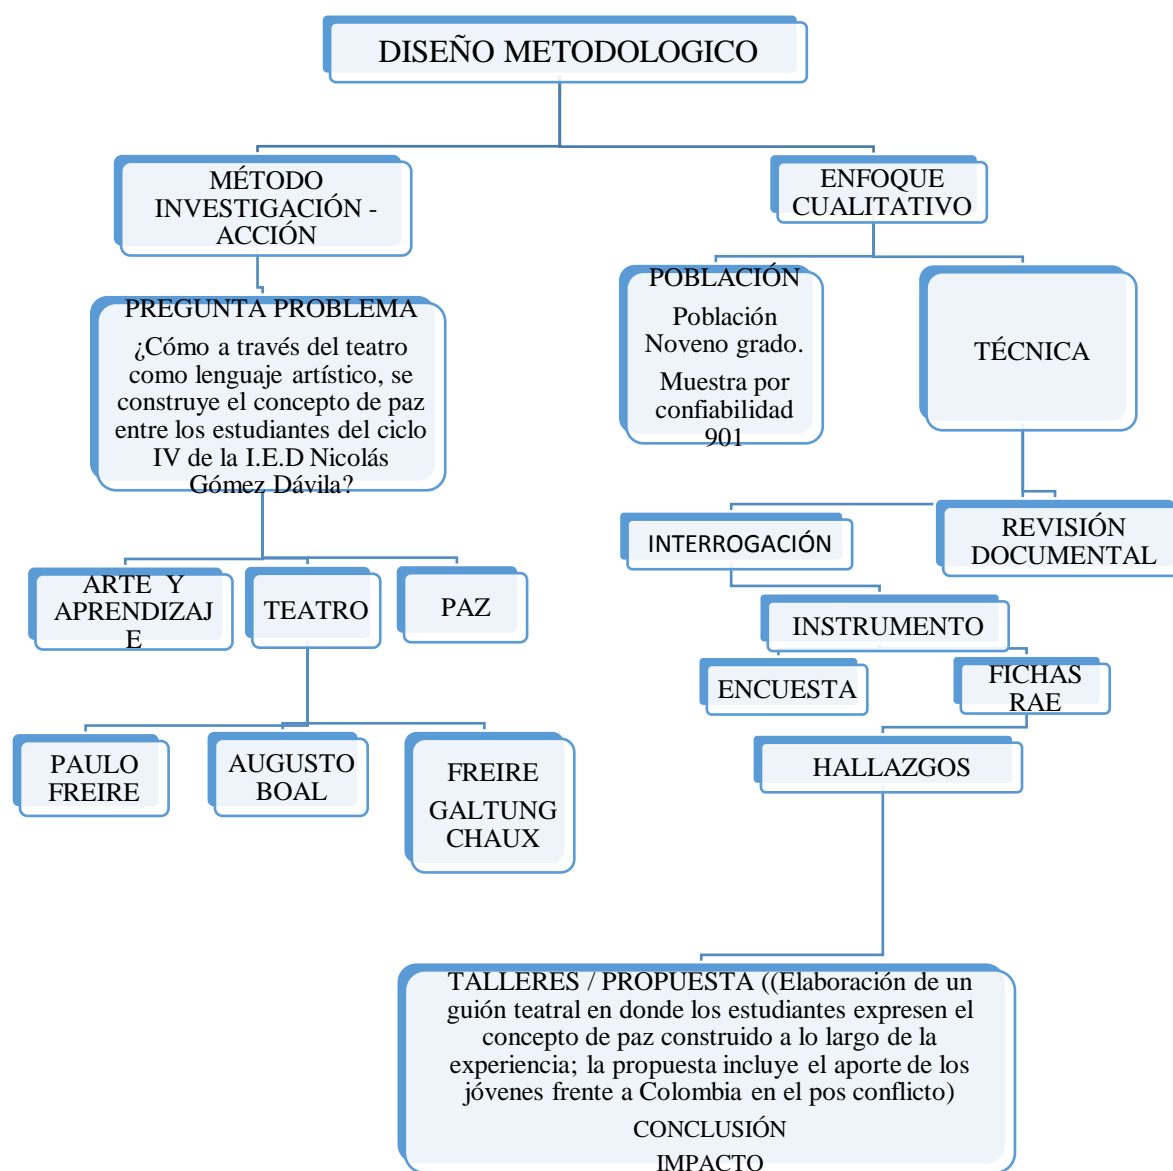 DISEÑO METODOLOGICO
MÉTODO
INVESTIGACIÓN -
ACCIÓN
ENFOQUE
CUALITATIVO
PREGUNTA PROBLEMA
¿Cómo a través del teatro
como lenguaje artístico, se
construye el concepto de paz
entre los estudiantes del ciclo
IV de la I.E.D Nicolás
Gómez Dávila?
POBLACIÓN
Población
Noveno grado.
Muestra por
confiabilidad
901
TÉCNICA
INTERROGACIÓN
REVISIÓN
DOCUMENTAL
ARTE Y
APRENDIZAJ
E
TEATRO
PAZ
INSTRUMENTO
ENCUESTA
FICHAS
RAE
PAULO
FREIRE
AUGUSTO
BOAL
FREIRE
GALTUNG
CHAUX
HALLAZGOS
TALLERES / PROPUESTA ((Elaboración de un
guión teatral en donde los estudiantes expresen el
concepto de paz construido a lo largo de la
experiencia; la propuesta incluye el aporte de los
jóvenes frente a Colombia en el pos conflicto)
CONCLUSIÓN
IMPACTO